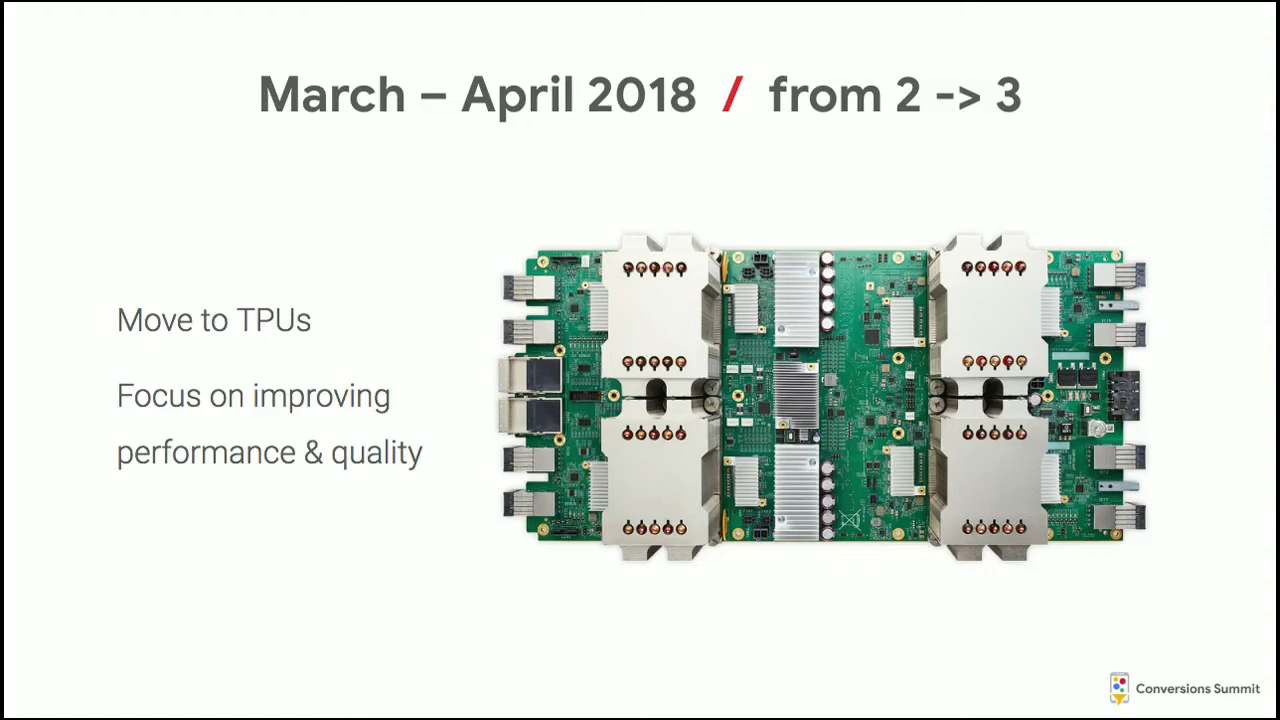 March – April 2018 / from 2 -> 3
Move to TPUs
Focus on improving
performance & quality
Conversions Summit